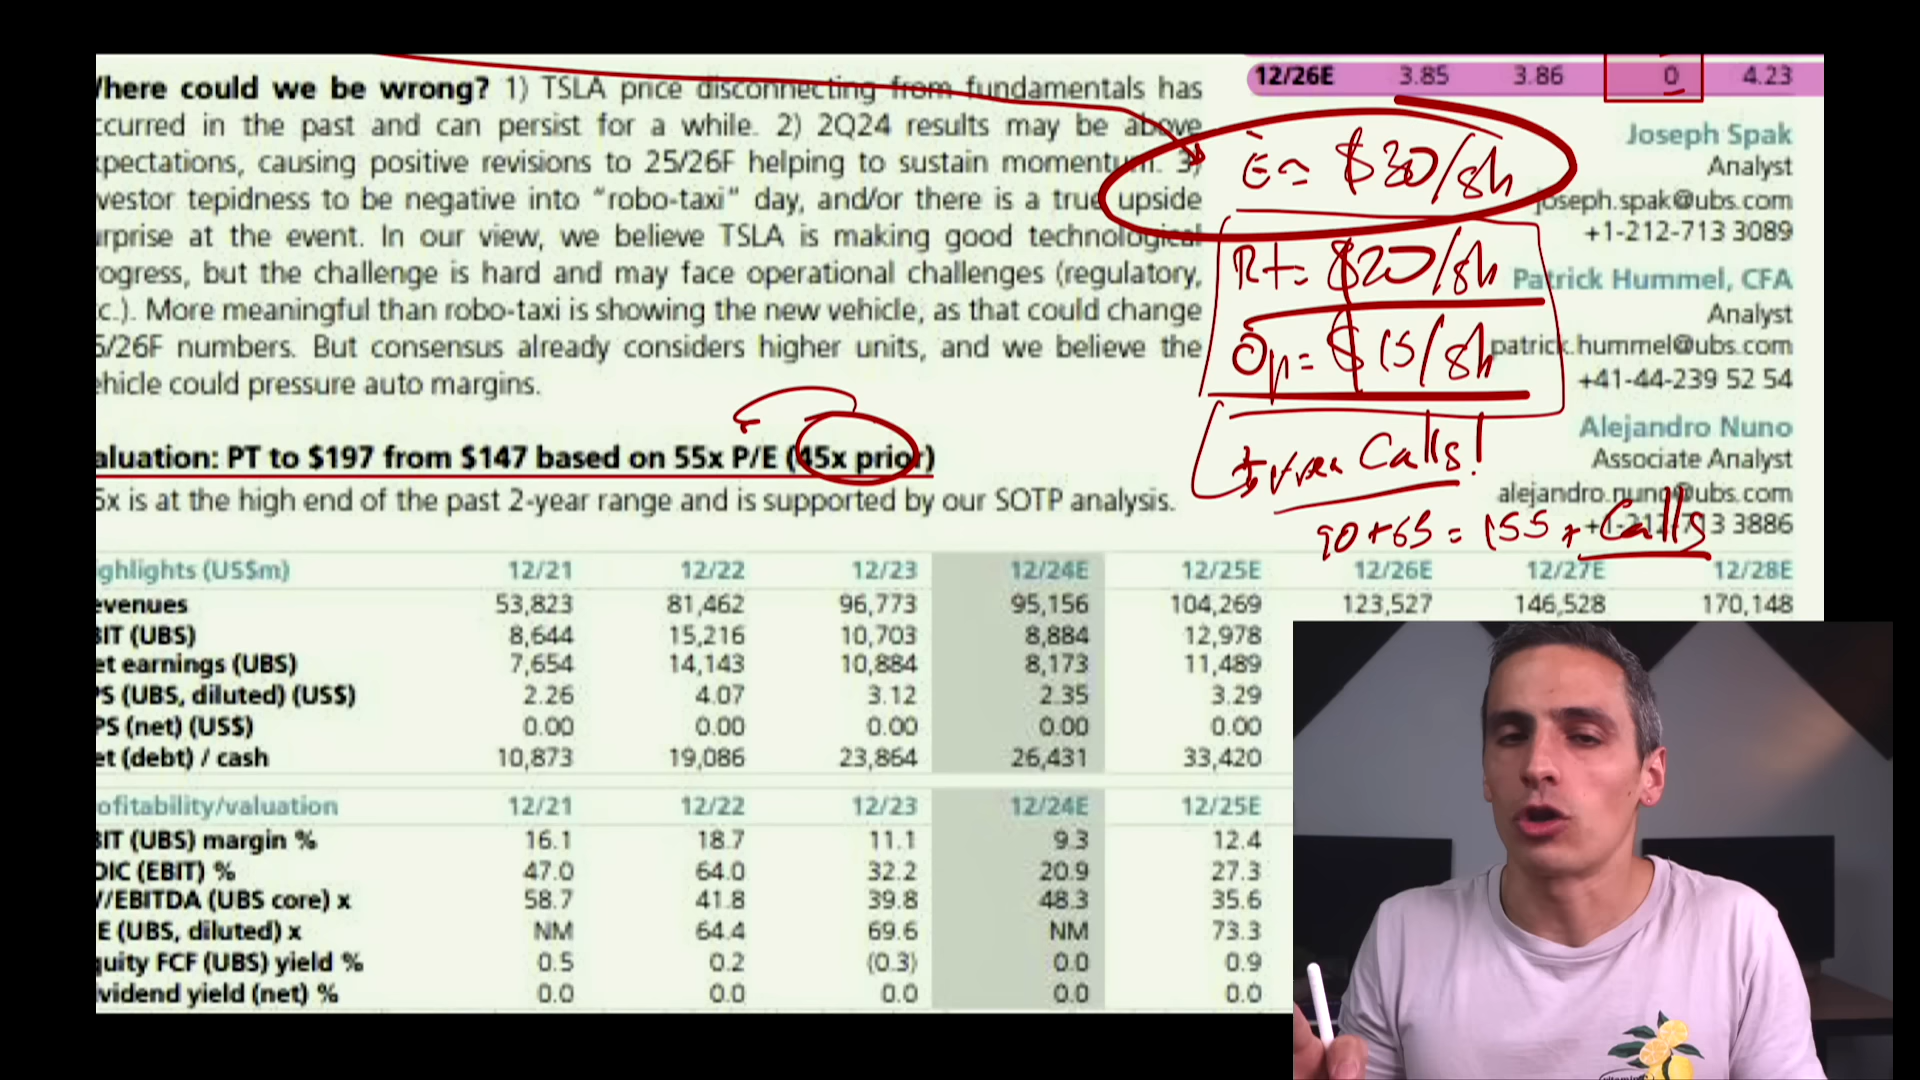 12/26E 3.85 3.86 0 4.23
here could we be wrong? 1) TSLA price disconnecting from fundamentals has
ccurred in the past and can persist for a while. 2) 2Q24 results may be above
xpectations, causing positive revisions to 25/26F helping to sustain momentum. 3)
vestor tepidness to be negative into “robo-taxi” day, and/or there is a true upside
urprise at the event. In our view, we believe TSLA is making good technological
rogress, but the challenge is hard and may face operational challenges (regulatory,
tc.). More meaningful than robo-taxi is showing the new vehicle, as that could change
5/26F numbers. But consensus already considers higher units, and we believe the
ehicle could pressure auto margins.
E= $30/sh
Rt= $20/sh
Op= $15/sh
Calls!
90+65 = 155 + Calls
Joseph Spak
Analyst
joseph.spak@ubs.com
+1-212-713 3089
Patrick Hummel, CFA
Analyst
patrick.hummel@ubs.com
+41-44-239 52 54
Alejandro Nuno
Associate Analyst
alejandro.nuno@ubs.com
+1-212-713 3886
aluation: PT to $197 from $147 based on 55x P/E (45x prior)
5x is at the high end of the past 2-year range and is supported by our SOTP analysis.
ghlights (US$m) 12/21 12/22 12/23 12/24E 12/25E 12/26E 12/27E 12/28E
evenues 53,823 81,462 96,773 95,156 104,269 123,527 146,528 170,148
BIT (UBS) 8,644 15,216 10,703 8,884 12,978
et earnings (UBS) 7,654 14,143 10,884 8,173 11,489
PS (UBS, diluted) (US$) 2.26 4.07 3.12 2.35 3.29
PS (net) (US$) 0.00 0.00 0.00 0.00 0.00
et (debt) / cash 10,873 19,086 23,864 26,431 33,420
ofitability/valuation 12/21 12/22 12/23 12/24E 12/25E
BIT (UBS) margin % 16.1 18.7 11.1 9.3 12.4
OIC (EBIT) % 47.0 64.0 32.2 20.9 27.3
V/EBITDA (UBS core) x 58.7 41.8 39.8 48.3 35.6
E (UBS, diluted) x NM 64.4 69.6 NM 73.3
quity FCF (UBS) yield % 0.5 0.2 (0.3) 0.0 0.9
vidend yield (net) % 0.0 0.0 0.0 0.0 0.0